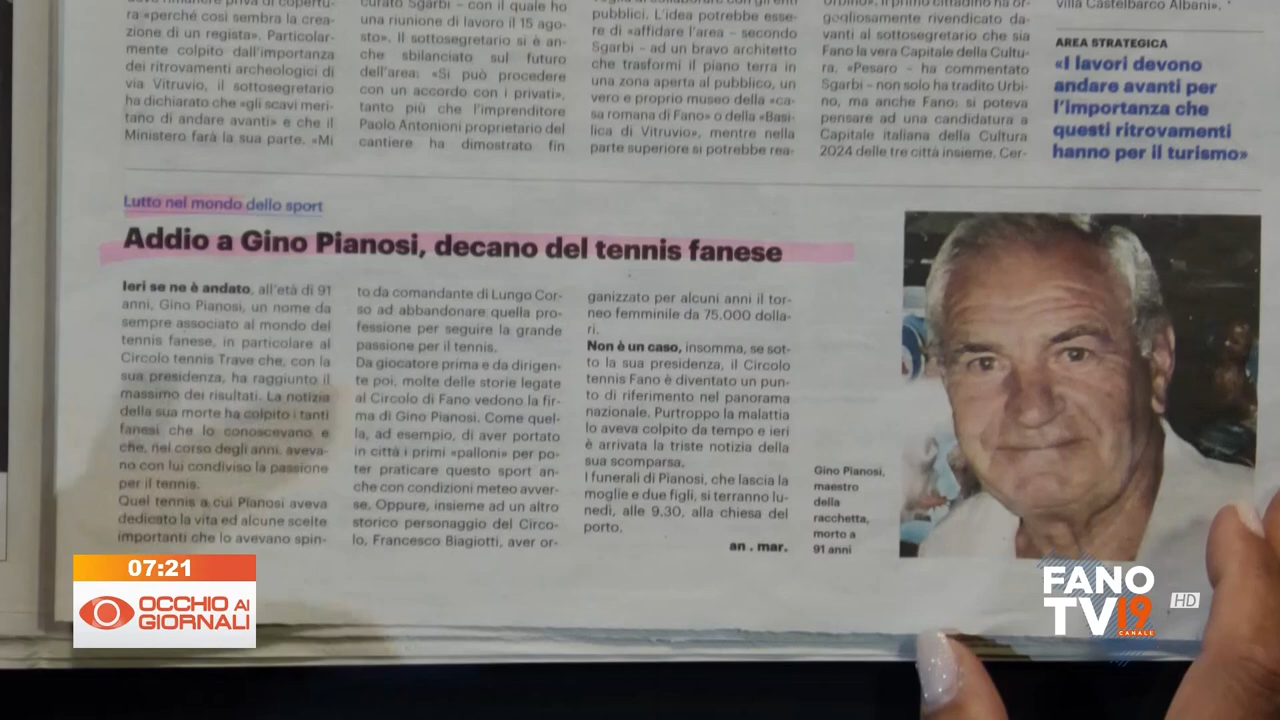 ra «perché così sembra la crea-
zione di un regista». Particolar-
mente colpito dall'importanza
dei ritrovamenti archeologici di
via Vitruvio, il sottosegretario
ha dichiarato che «gli scavi meri-
tano di andare avanti» e che il
Ministero farà la sua parte. «Mi
curato Sgarbi – con il quale ho
una riunione di lavoro il 15 ago-
sto». Il sottosegretario si è an-
che sbilanciato sul futuro
dell'area: «Si può procedere
con un accordo con i privati»,
tanto più che l'imprenditore
Paolo Antonioni proprietario del
cantiere ha dimostrato fin
pubblici. L'idea potrebbe esse-
re di «affidare l'area – secondo
Sgarbi – ad un bravo architetto
che trasformi il piano terra in
una zona aperta al pubblico, un
vero e proprio museo della «ca-
sa romana di Fano» o della «Basi-
lica di Vitruvio», mentre nella
parte superiore si potrebbe rea-
gogliosamente rivendicato da-
vanti al sottosegretario che sia
Fano la vera Capitale della Cultu-
ra. «Pesaro – ha commentato
Sgarbi – non solo ha tradito Urbi-
no, ma anche Fano: si poteva
pensare ad una candidatura a
Capitale italiana della Cultura
2024 delle tre città insieme. Cer-
villa Castelbarco Albani».
AREA STRATEGICA
«I lavori devono
andare avanti per
l'importanza che
questi ritrovamenti
hanno per il turismo»
Lutto nel mondo dello sport
Addio a Gino Pianosi, decano del tennis fanese
Ieri se ne è andato, all'età di 91
anni, Gino Pianosi, un nome da
sempre associato al mondo del
tennis fanese, in particolare al
Circolo tennis Trave che, con la
sua presidenza, ha raggiunto il
massimo dei risultati. La notizia
della sua morte ha colpito i tanti
fanesi che lo conoscevano e
che, nel corso degli anni, aveva-
no con lui condiviso la passione
per il tennis.
Quel tennis a cui Pianosi aveva
dedicato la vita ed alcune scelte
importanti che lo avevano spin-
to da comandante di Lungo Cor-
so ad abbandonare quella pro-
fessione per seguire la grande
passione per il tennis.
Da giocatore prima e da dirigen-
te poi, molte delle storie legate
al Circolo di Fano vedono la fir-
ma di Gino Pianosi. Come quel-
la, ad esempio, di aver portato
in città i primi «palloni» per po-
ter praticare questo sport an-
che con condizioni meteo avver-
se. Oppure, insieme ad un altro
storico personaggio del Circo-
lo, Francesco Biagiotti, aver or-
ganizzato per alcuni anni il tor-
neo femminile da 75.000 dolla-
ri.
Non è un caso, insomma, se sot-
to la sua presidenza, il Circolo
tennis Fano è diventato un pun-
to di riferimento nel panorama
nazionale. Purtroppo la malattia
lo aveva colpito da tempo e ieri
è arrivata la triste notizia della
sua scomparsa.
I funerali di Pianosi, che lascia la
moglie e due figli, si terranno lu-
nedì, alle 9.30, alla chiesa del
porto.
an . mar.
Gino Pianosi,
maestro
della
racchetta,
morto a
91 anni
07:21
OCCHIO AI
GIORNALI
FANO
TV19
CANALE
HD